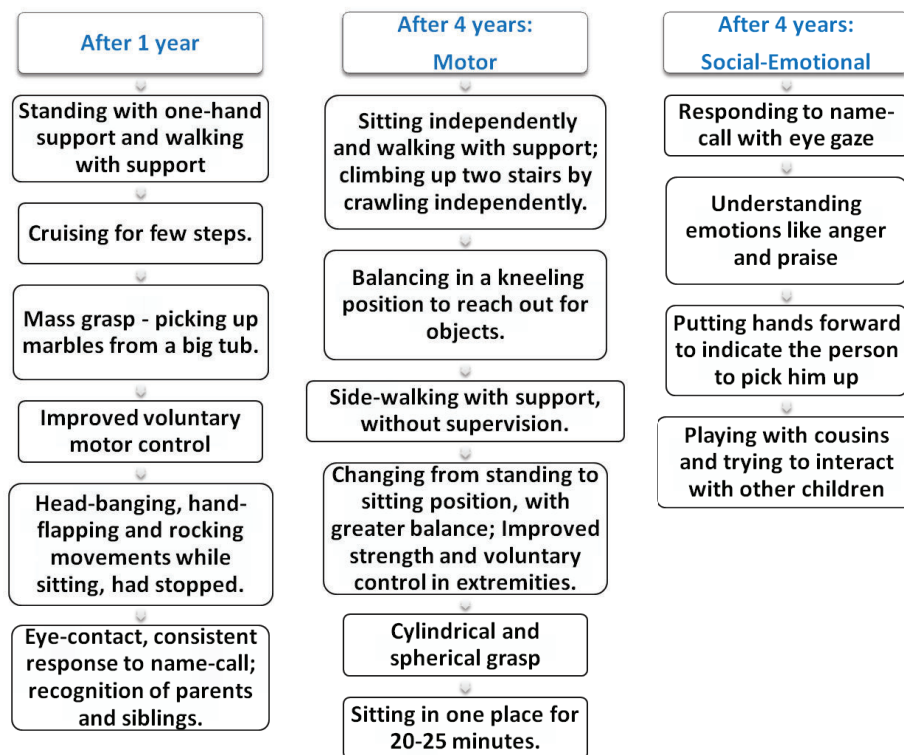 After 1 year
Standing with one-hand
support and walking
with support
Cruising for few steps.
Mass grasp - picking up
marbles from a big tub.
Improved voluntary
motor control
Head-banging, hand-
flapping and rocking
movements while
sitting, had stopped.
Eye-contact, consistent
response to name-call;
recognition of parents
and siblings.
After 4 years:
Motor
Sitting independently
and walking with support;
climbing up two stairs by
crawling independently.
Balancing in a kneeling
position to reach out for
objects.
Side-walking with support,
without supervision.
Changing from standing to
sitting position, with
greater balance; Improved
strength and voluntary
control in extremities.
Cylindrical and
spherical grasp
Sitting in one place for
20-25 minutes.
After 4 years:
Social-Emotional
Responding to name-
call with eye gaze
Understanding
emotions like anger
and praise
Putting hands forward
to indicate the person
to pick him up
Playing with cousins
and trying to interact
with other children